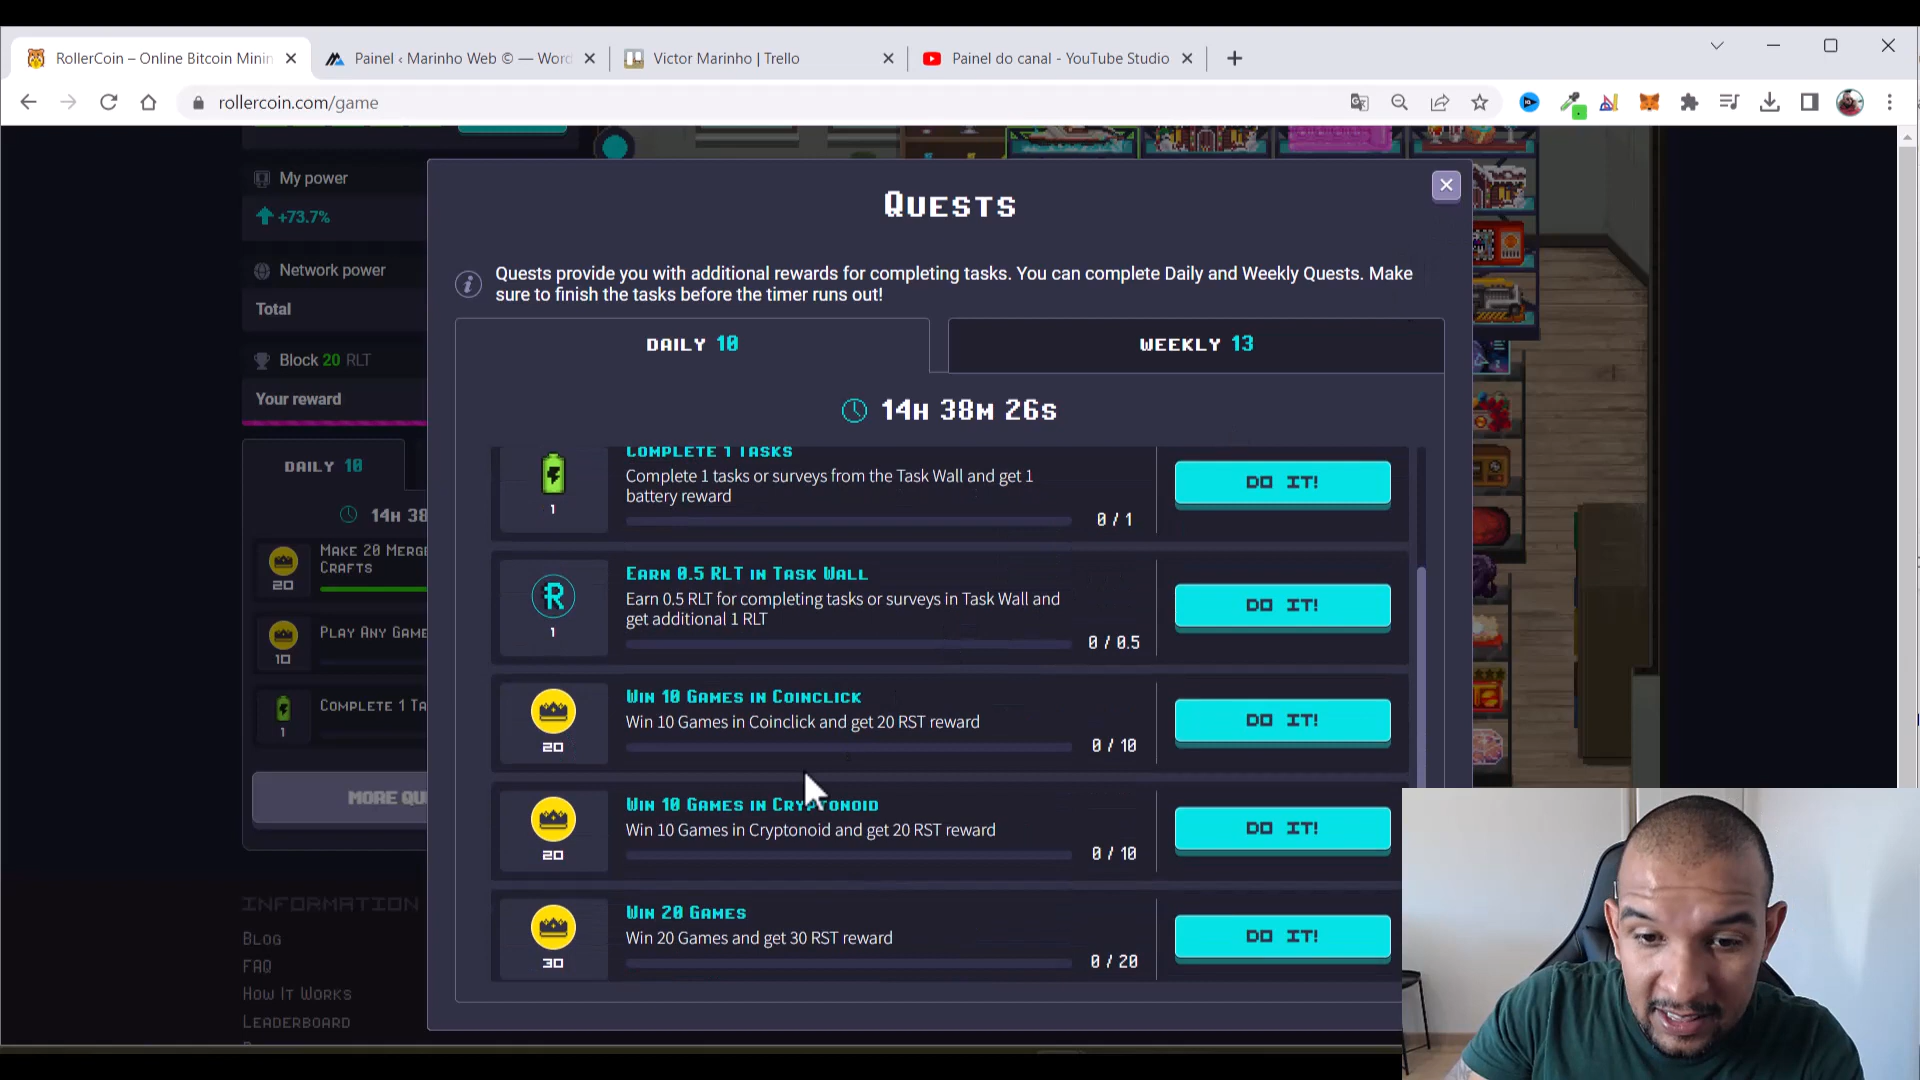 RollerCoin – Online Bitcoin Minin
Painel ‹ Marinho Web © — Word
Victor Marinho | Trello
Painel do canal - YouTube Studio
rollercoin.com/game
My power
+73.7%
Network power
Total
Block 20 RLT
Your reward
DAILY 10
14H 38
MAKE 20 MERGE
CRAFTS
20
PLAY ANY GAME
10
COMPLETE 1 TA
1
MORE QU
INFORMATION
BLOG
FAQ
HOW IT WORKS
LEADERBOARD
QUESTS
Quests provide you with additional rewards for completing tasks. You can complete Daily and Weekly Quests. Make
sure to finish the tasks before the timer runs out!
DAILY 10
WEEKLY 13
14H 38M 26S
COMPLETE 1 TASKS
Complete 1 tasks or surveys from the Task Wall and get 1
battery reward
1
0 / 1
DO IT!
EARN 0.5 RLT IN TASK WALL
Earn 0.5 RLT for completing tasks or surveys in Task Wall and
get additional 1 RLT
1
0 / 0.5
DO IT!
WIN 10 GAMES IN COINCLICK
Win 10 Games in Coinclick and get 20 RST reward
20
0 / 10
DO IT!
WIN 10 GAMES IN CRYPTONOID
Win 10 Games in Cryptonoid and get 20 RST reward
20
0 / 10
DO IT!
WIN 20 GAMES
Win 20 Games and get 30 RST reward
30
0 / 20
DO IT!